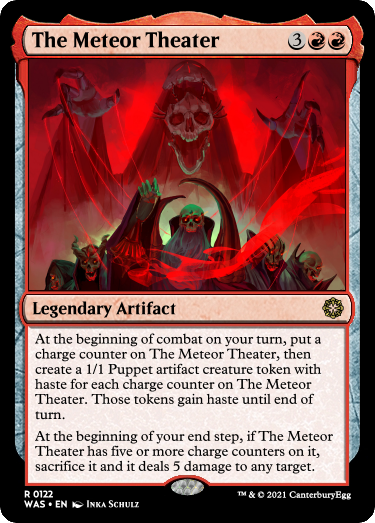 The Meteor Theater 3
Legendary Artifact
At the beginning of combat on your turn, put a
charge counter on The Meteor Theater, then
create a 1/1 Puppet artifact creature token with
haste for each charge counter on The Meteor
Theater. Those tokens gain haste until end of
turn.
At the beginning of your end step, if The Meteor
Theater has five or more charge counters on it,
sacrifice it and it deals 5 damage to any target.
R 0122
WAS • EN Inka Schulz
™ & © 2021 CanterburyEgg